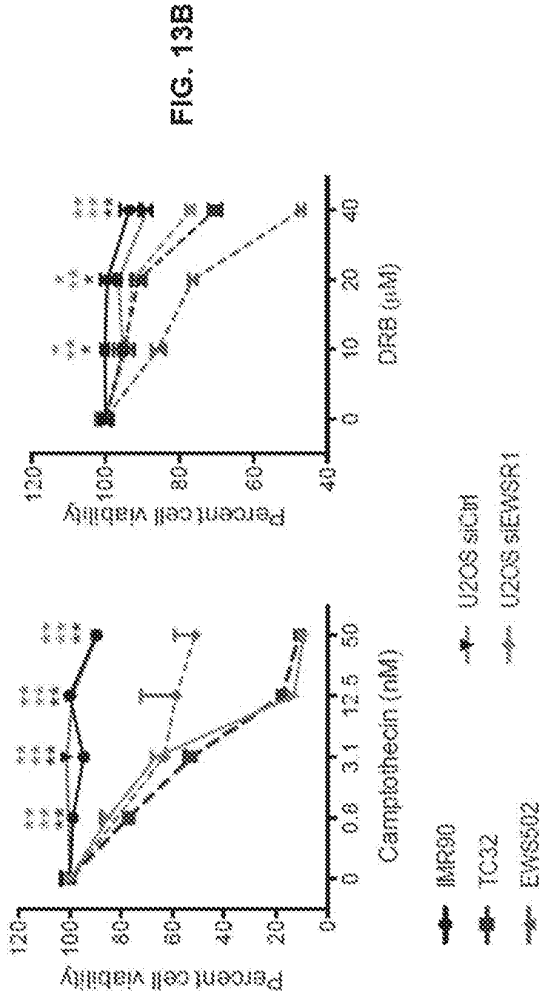 FIG. 13B
Percent cell viability
120
100
80
60
40
20
0
0
0.8
3.1
12.5
50
Camptothecin (nM)
Percent cell viability
120
100
80
60
40
0
10
20
40
DRB (µM)
IMR90
TC32
EWS502
U2OS siCtrl
U2OS siEWSR1